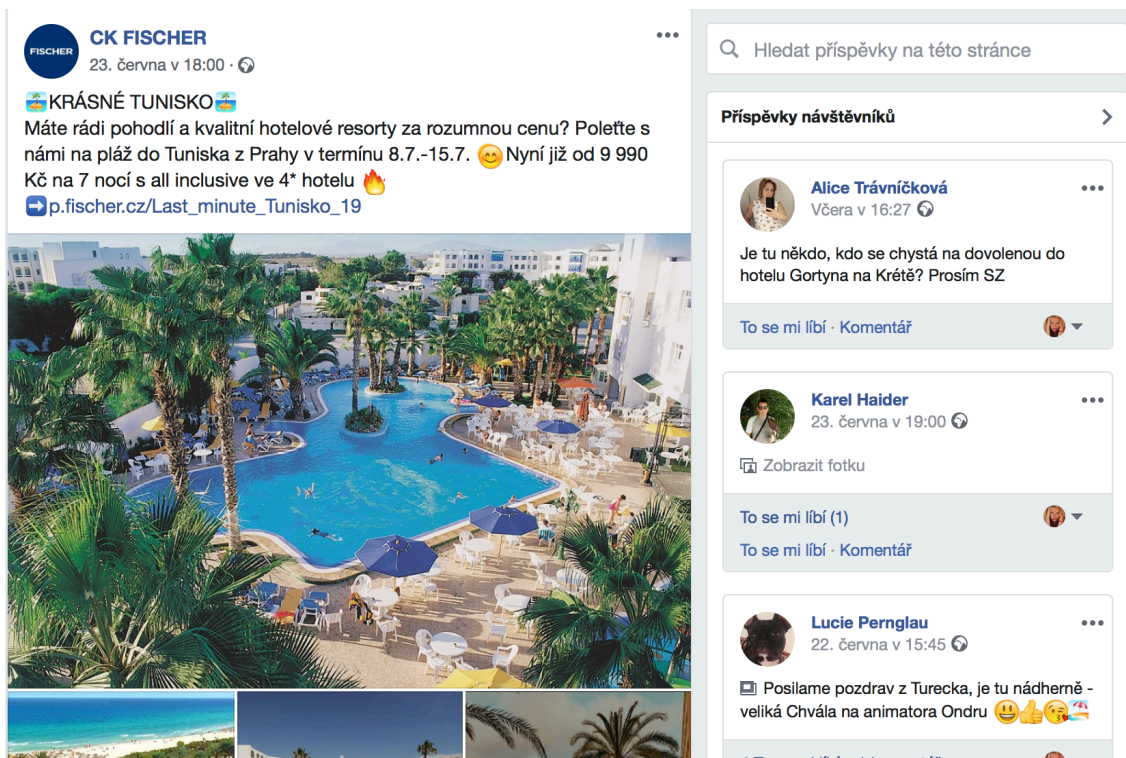 FISCHER
CK FISCHER
23. června v 18:00 ·
KRÁSNÉ TUNISKO
Máte rádi pohodlí a kvalitní hotelové resorty za rozumnou cenu? Poleťte s
námi na pláž do Tuniska z Prahy v termínu 8.7.-15.7. Nyní již od 9 990
Kč na 7 nocí s all inclusive ve 4* hotelu
p.fischer.cz/Last_minute_Tunisko_19
Hledat příspěvky na této stránce
Příspěvky návštěvníků
Alice Trávníčková
Včera v 16:27
Je tu někdo, kdo se chystá na dovolenou do
hotelu Gortyna na Krétě? Prosím SZ
To se mi líbí · Komentář
Karel Haider
23. června v 19:00
Zobrazit fotku
To se mi líbí (1)
To se mi líbí · Komentář
Lucie Pernglau
22. června v 15:45
Posilame pozdrav z Turecka, je tu nádherně -
veliká Chvála na animatora Ondru